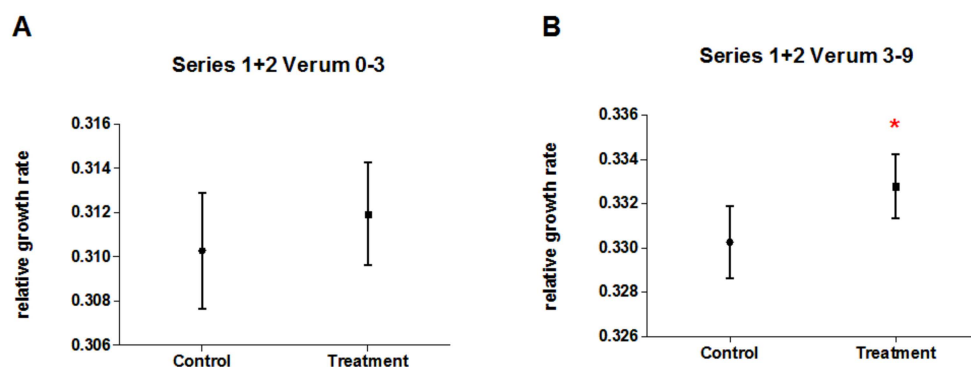 A
Series 1+2 Verum 0-3
relative growth rate
0.316
0.314
0.312
0.310
0.308
0.306
Control Treatment
B
Series 1+2 Verum 3-9
relative growth rate
0.336
0.334
0.332
0.330
0.328
0.326
*
Control Treatment